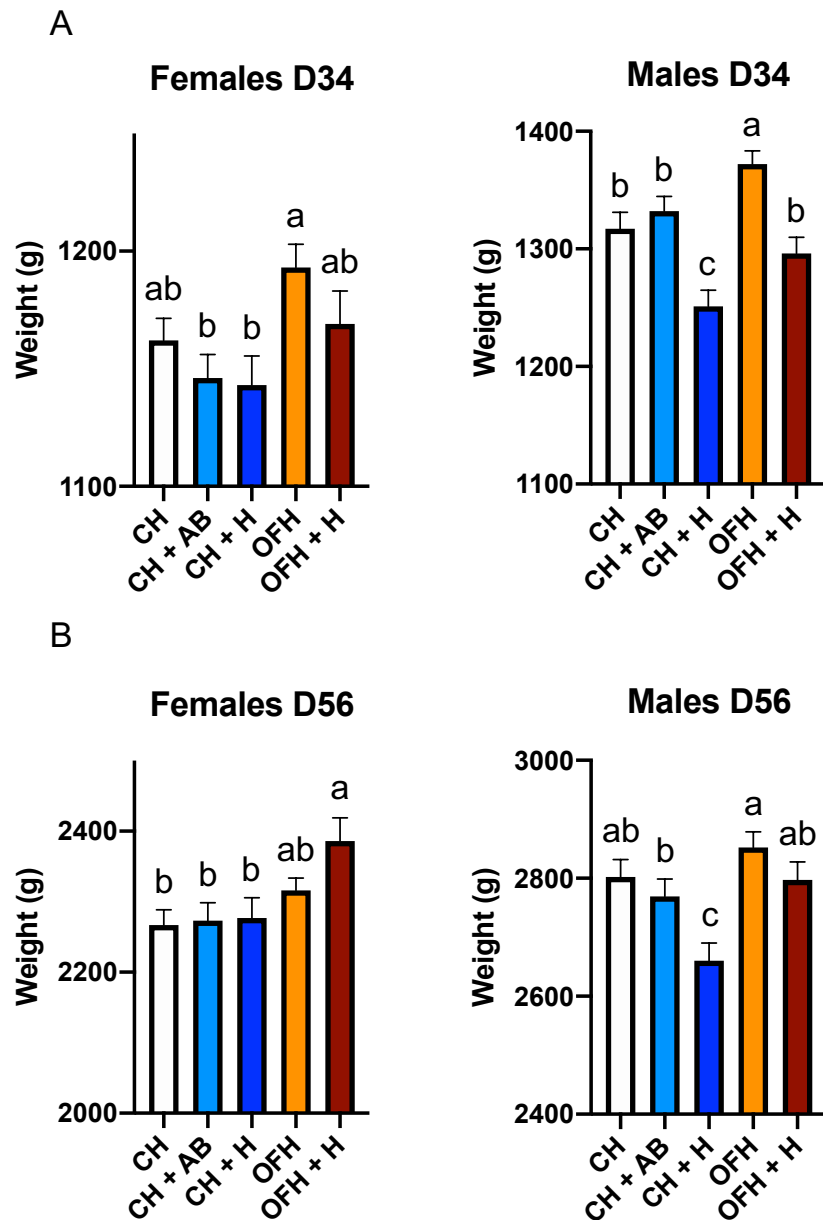 A
Females D34
Weight (g)
1200
1100
ab
b
b
a
ab
CH
CH + AB
CH + H
OFH
OFH + H
Males D34
Weight (g)
1400
1300
1200
1100
b
b
c
a
b
CH
CH + AB
CH + H
OFH
OFH + H
B
Females D56
Weight (g)
2400
2200
2000
b
b
b
ab
a
CH
CH + AB
CH + H
OFH
OFH + H
Males D56
Weight (g)
3000
2800
2600
2400
ab
b
c
a
ab
CH
CH + AB
CH + H
OFH
OFH + H